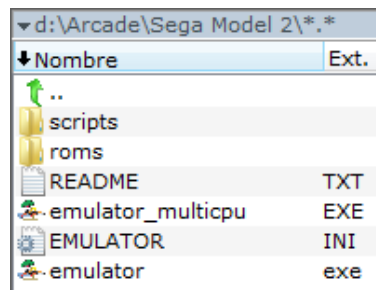 d:\Arcade\Sega Model 2\*.*
Nombre Ext.
..
scripts
roms
README TXT
emulator_multicpu EXE
EMULATOR INI
emulator exe